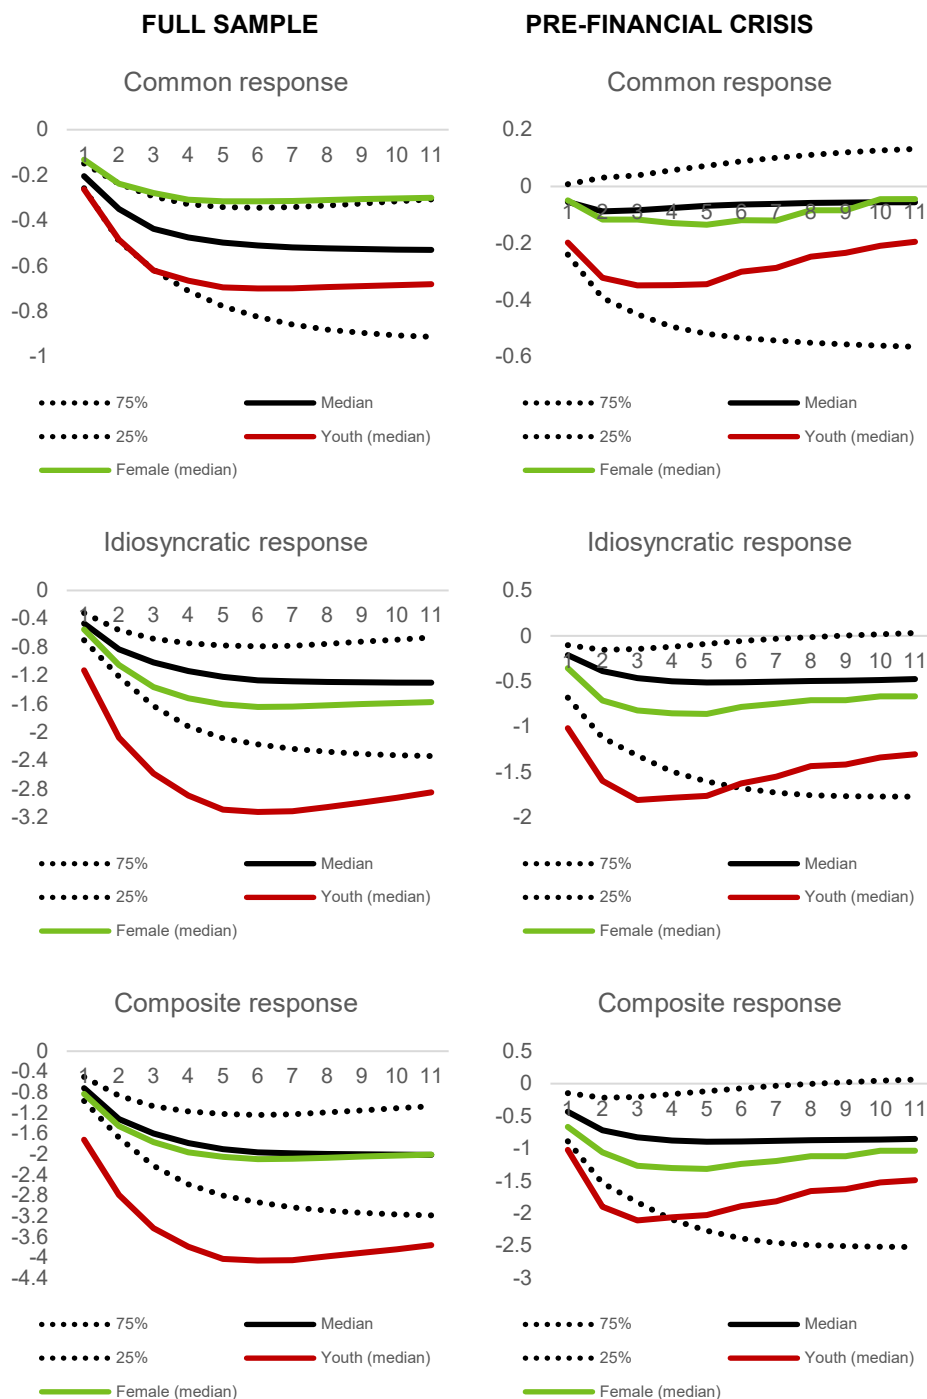 FULL SAMPLE
PRE-FINANCIAL CRISIS
Common response
0
-0.2
-0.4
-0.6
-0.8
-1
1 2 3 4 5 6 7 8 9 10 11
75%
Median
25%
Youth (median)
Female (median)
Common response
0.2
0
-0.2
-0.4
-0.6
1 2 3 4 5 6 7 8 9 10 11
75%
Median
25%
Youth (median)
Female (median)
Idiosyncratic response
0
-0.4
-0.8
-1.2
-1.6
-2
-2.4
-2.8
-3.2
1 2 3 4 5 6 7 8 9 10 11
75%
Median
25%
Youth (median)
Female (median)
Idiosyncratic response
0.5
0
-0.5
-1
-1.5
-2
1 2 3 4 5 6 7 8 9 10 11
75%
Median
25%
Youth (median)
Female (median)
Composite response
0
-0.4
-0.8
-1.2
-1.6
-2
-2.4
-2.8
-3.2
-3.6
-4
-4.4
1 2 3 4 5 6 7 8 9 10 11
75%
Median
25%
Youth (median)
Female (median)
Composite response
0.5
0
-0.5
-1
-1.5
-2
-2.5
-3
1 2 3 4 5 6 7 8 9 10 11
75%
Median
25%
Youth (median)
Female (median)